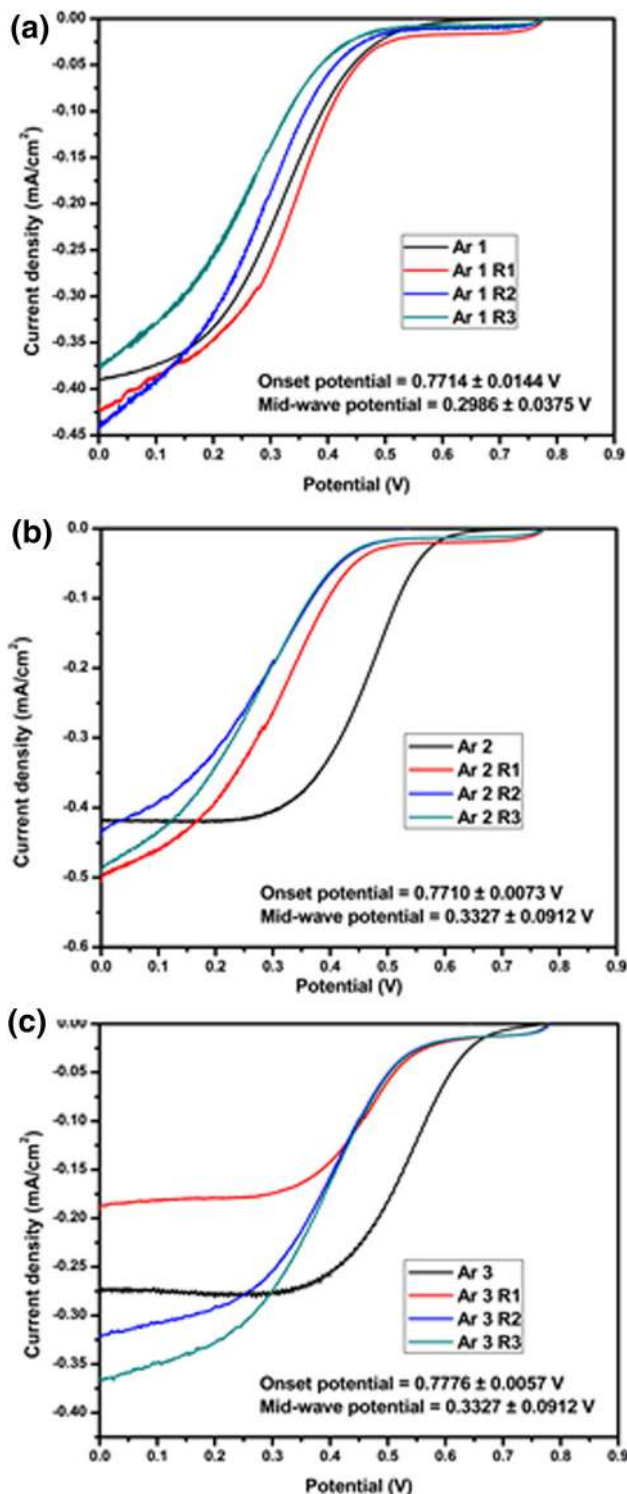 (a)
0.00
-0.05
-0.10
-0.15
-0.20
-0.25
-0.30
-0.35
-0.40
-0.45
Current density (mA/cm²)
Ar 1
Ar 1 R1
Ar 1 R2
Ar 1 R3
Onset potential = 0.7714 ± 0.0144 V
Mid-wave potential = 0.2986 ± 0.0375 V
0.0 0.1 0.2 0.3 0.4 0.5 0.6 0.7 0.8 0.9
Potential (V)
(b)
0.0
-0.1
-0.2
-0.3
-0.4
-0.5
-0.6
Current density (mA/cm²)
Ar 2
Ar 2 R1
Ar 2 R2
Ar 2 R3
Onset potential = 0.7710 ± 0.0073 V
Mid-wave potential = 0.3327 ± 0.0912 V
0.0 0.1 0.2 0.3 0.4 0.5 0.6 0.7 0.8 0.9
Potential (V)
(c)
0.00
-0.05
-0.10
-0.15
-0.20
-0.25
-0.30
-0.35
-0.40
Current density (mA/cm²)
Ar 3
Ar 3 R1
Ar 3 R2
Ar 3 R3
Onset potential = 0.7776 ± 0.0057 V
Mid-wave potential = 0.3327 ± 0.0912 V
0.0 0.1 0.2 0.3 0.4 0.5 0.6 0.7 0.8 0.9
Potential (V)